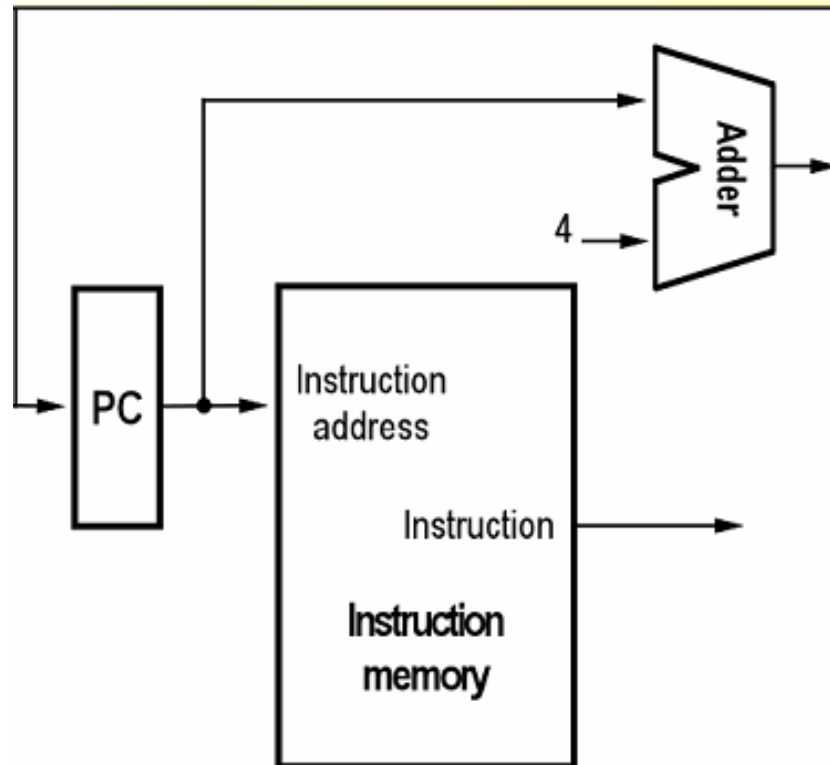 Adder
4
PC
Instruction
address
Instruction
Instruction
memory